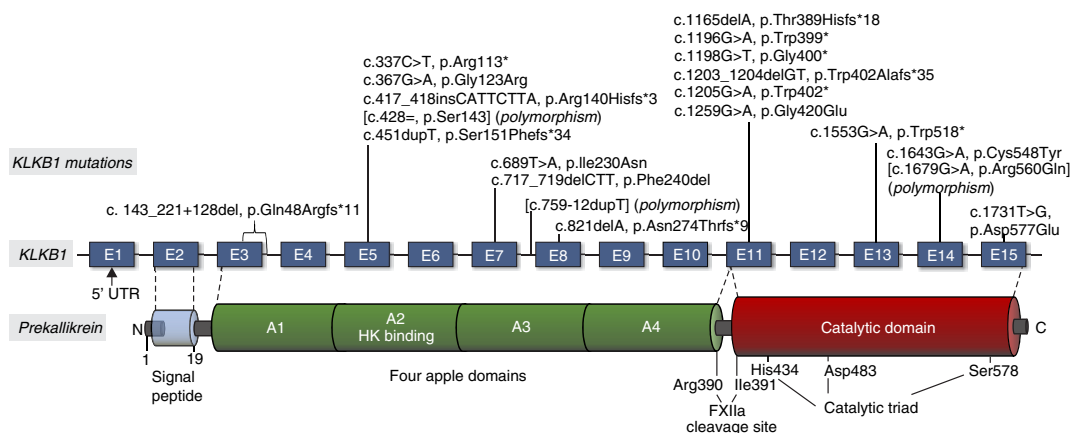 c.1165delA, p.Thr389Hisfs*18
c.1196G>A, p.Trp399*
c.1198G>T, p.Gly400*
c.1203_1204delGT, p.Trp402Alafs*35
c.1205G>A, p.Trp402*
c.1259G>A, p.Gly420Glu
c.337C>T, p.Arg113*
c.367G>A, p.Gly123Arg
c.417_418insCATTCTTA, p.Arg140Hisfs*3
[c.428=, p.Ser143] (polymorphism)
c.451dupT, p.Ser151Phefs*34
c.1553G>A, p.Trp518*
c.1643G>A, p.Cys548Tyr
[c.1679G>A, p.Arg560Gln]
(polymorphism)
KLKB1 mutations
c.689T>A, p.Ile230Asn
c.717_719delCTT, p.Phe240del
c. 143_221+128del, p.Gln48Argfs*11
[c.759-12dupT] (polymorphism)
c.821delA, p.Asn274Thrfs*9
c.1731T>G,
p.Asp577Glu
KLKB1 E1 E2 E3 E4 E5 E6 E7 E8 E9 E10 E11 E12 E13 E14 E15
5' UTR
Prekallikrein N A1 A2 A3 A4 Catalytic domain C
HK binding
1 19
Signal
peptide
Four apple domains
Arg390 Ile391
His434 Asp483 Ser578
FXIIa
cleavage site
Catalytic triad